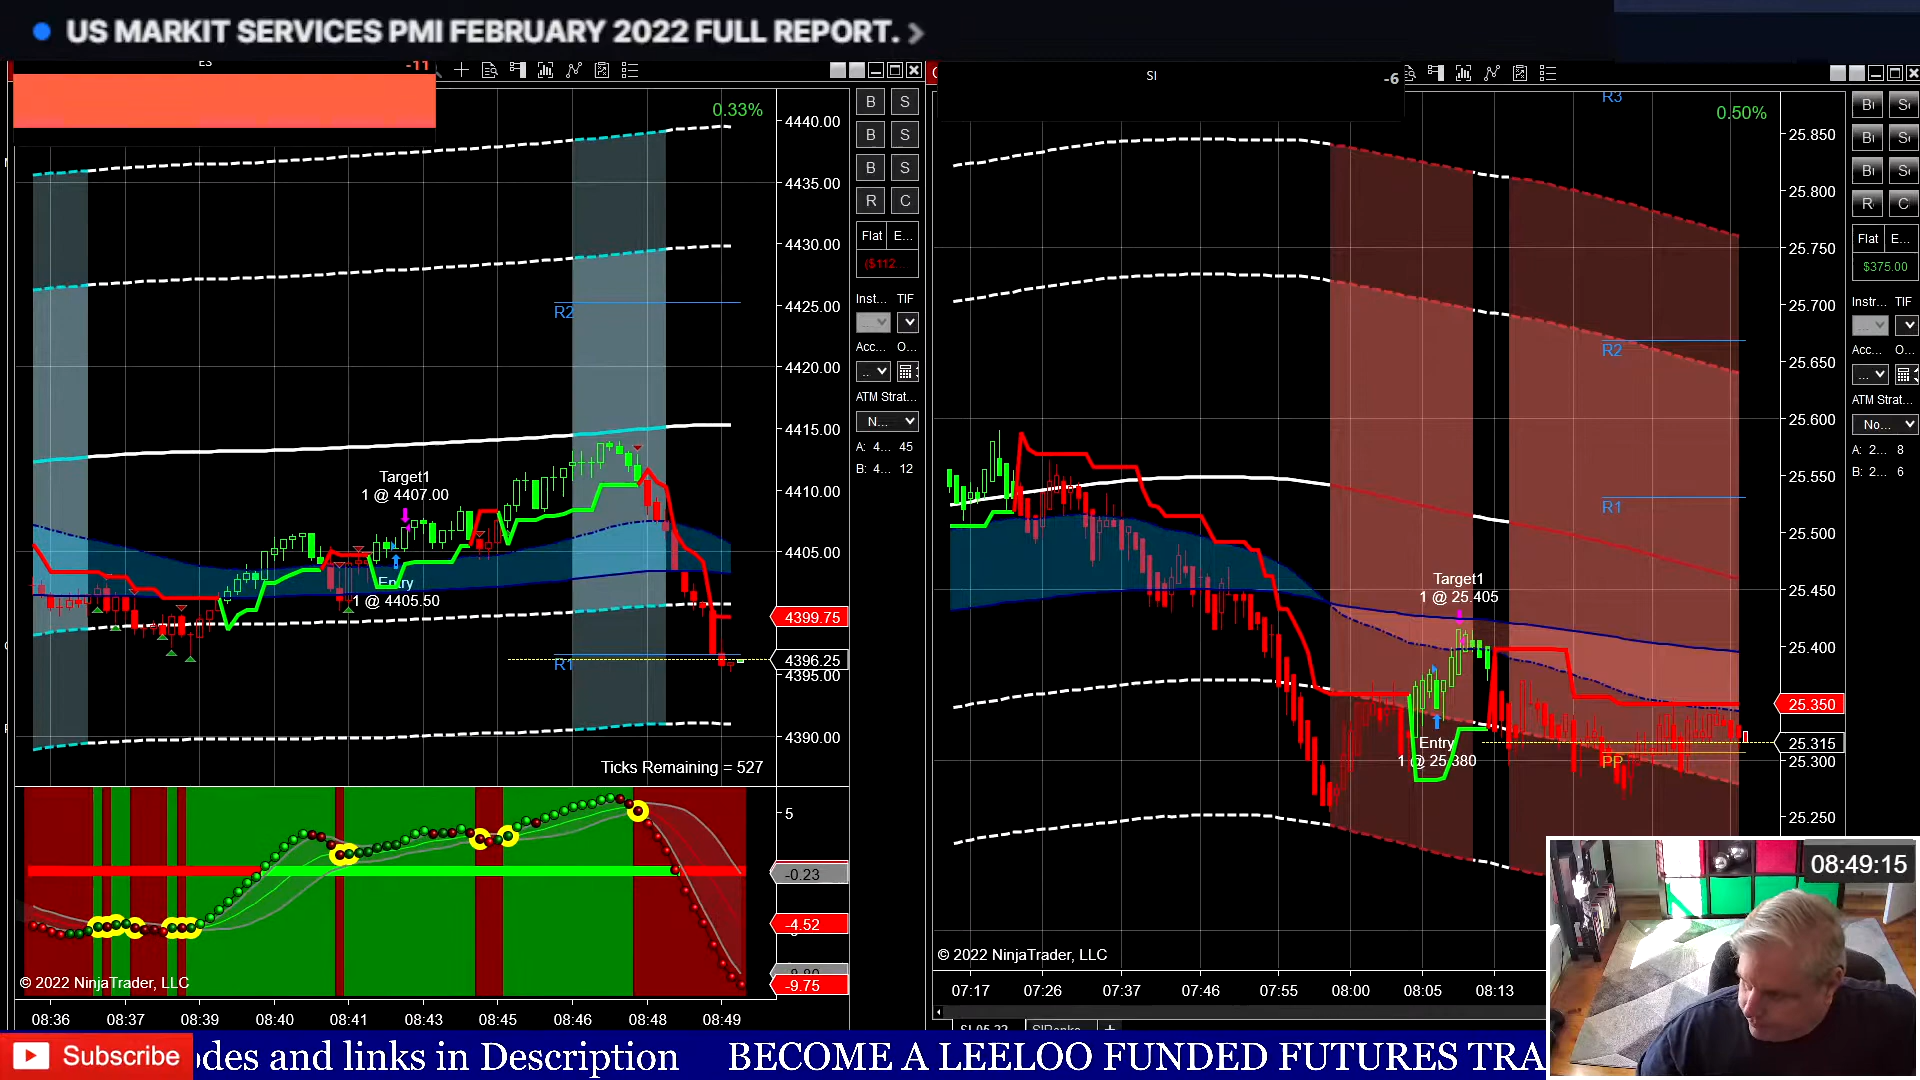 US MARKIT SERVICES PMI FEBRUARY 2022 FULL REPORT.
ES
-11
0.33%
4440.00
4435.00
4430.00
4425.00
4420.00
4415.00
4410.00
4405.00
4399.75
4396.25
4395.00
4390.00
R2
R1
Target1
1 @ 4407.00
Entry
1 @ 4405.50
Ticks Remaining = 527
5
-0.23
-4.52
-9.75
© 2022 NinjaTrader, LLC
08:36
08:37
08:39
08:40
08:41
08:43
08:45
08:46
08:48
08:49
B S
B S
B S
R C
Flat E...
($112...
Inst... TIF
Acc... O...
ATM Strat...
N...
A: 4... 45
B: 4... 12
SI
-6
R3
0.50%
25.850
25.800
25.750
25.700
25.650
25.600
25.550
25.500
25.450
25.400
25.350
25.315
25.300
25.250
R2
R1
PP
Target1
1 @ 25.405
Entry
1 @ 25.380
© 2022 NinjaTrader, LLC
07:17
07:26
07:37
07:46
07:55
08:00
08:05
08:13
R C
Flat E...
$375.00
Instr... TIF
Acc... O...
ATM Strat...
No...
A: 2... 8
B: 2... 6
08:49:15
Subscribe
odes and links in Description
BECOME A LEELOO FUNDED FUTURES TRA